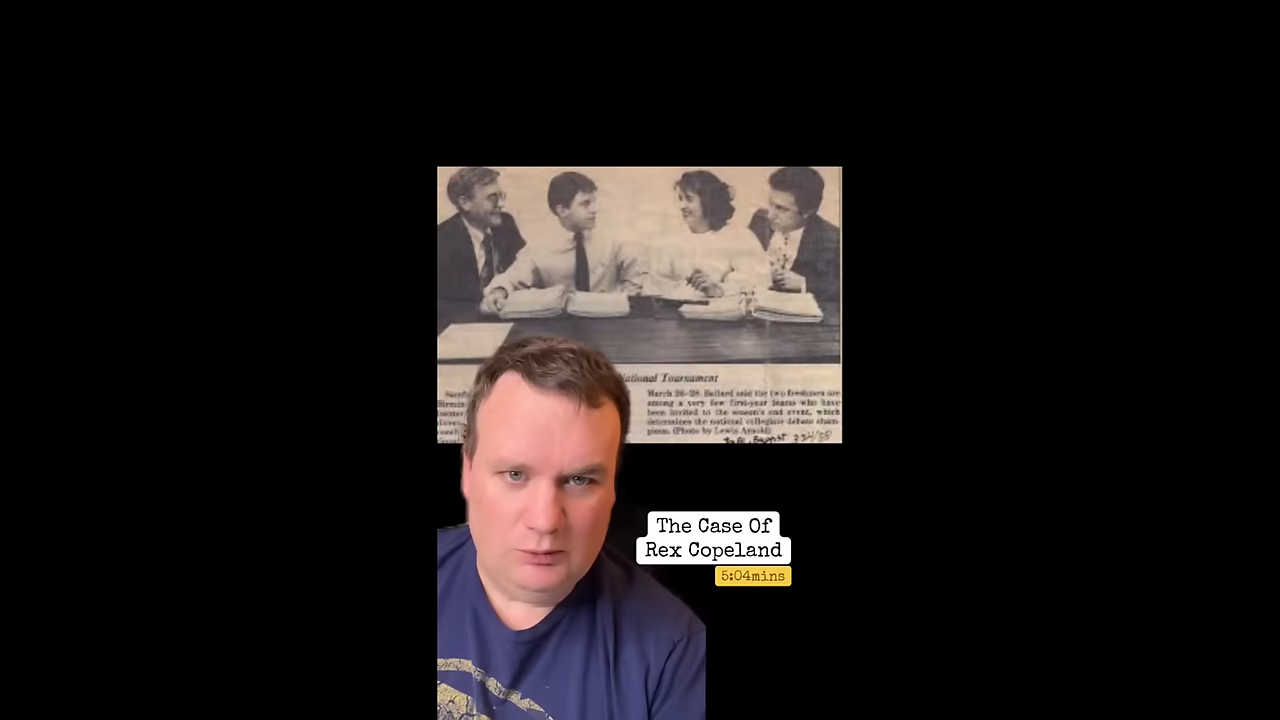 National Tournament
March 26-28. Ballard said the two freshmen are
among a very few first-year teams who have
been invited to the season's end event, which
determines the national collegiate debate cham-
pions. (Photo by Lewis Arnold)
The Case Of
Rex Copeland
5:04mins